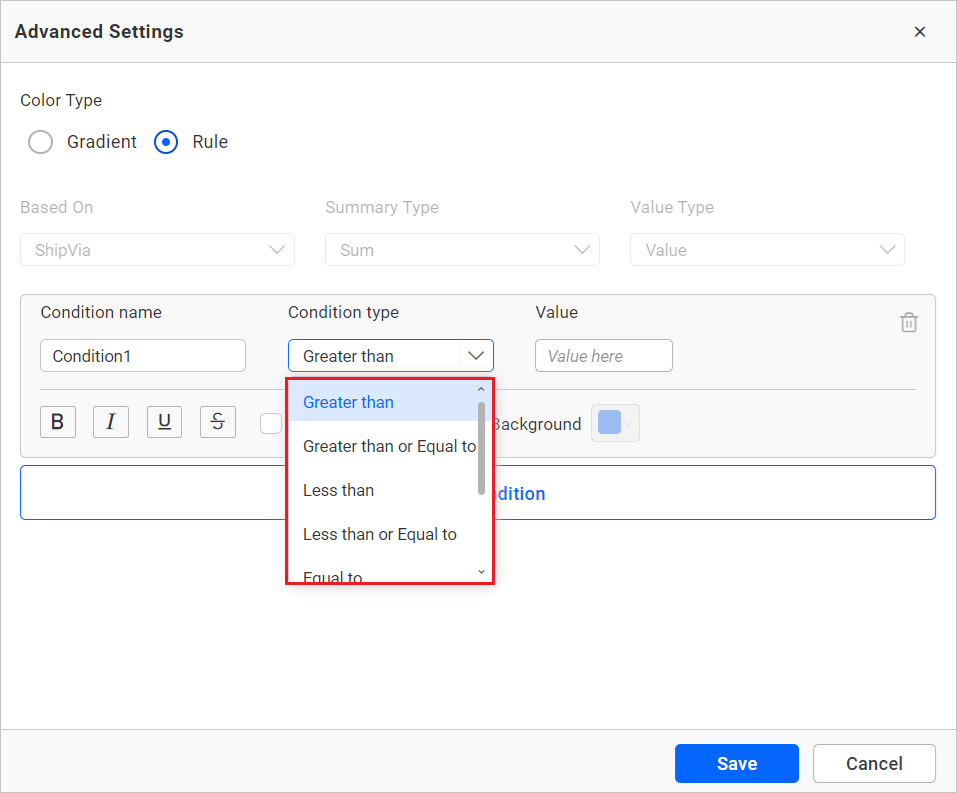 Advanced Settings
Color Type
Gradient Rule
Based On Summary Type Value Type
ShipVia Sum Value
Condition name Condition type Value
Condition1 Greater than Value here
Greater than
B I U S Background
Greater than or Equal to
Less than
dition
Less than or Equal to
Equal to
Save Cancel